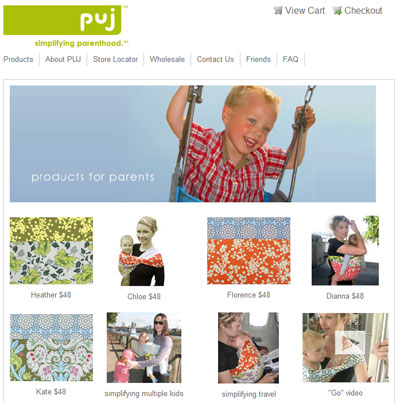 puj™
simplifying parenthood.™
View Cart Checkout
Products About PUJ Store Locator Wholesale Contact Us Friends FAQ
products for parents
Heather $48 Chloe $48 Florence $48 Dianna $48
Kate $48 simplifying multiple kids simplifying travel "Go" video